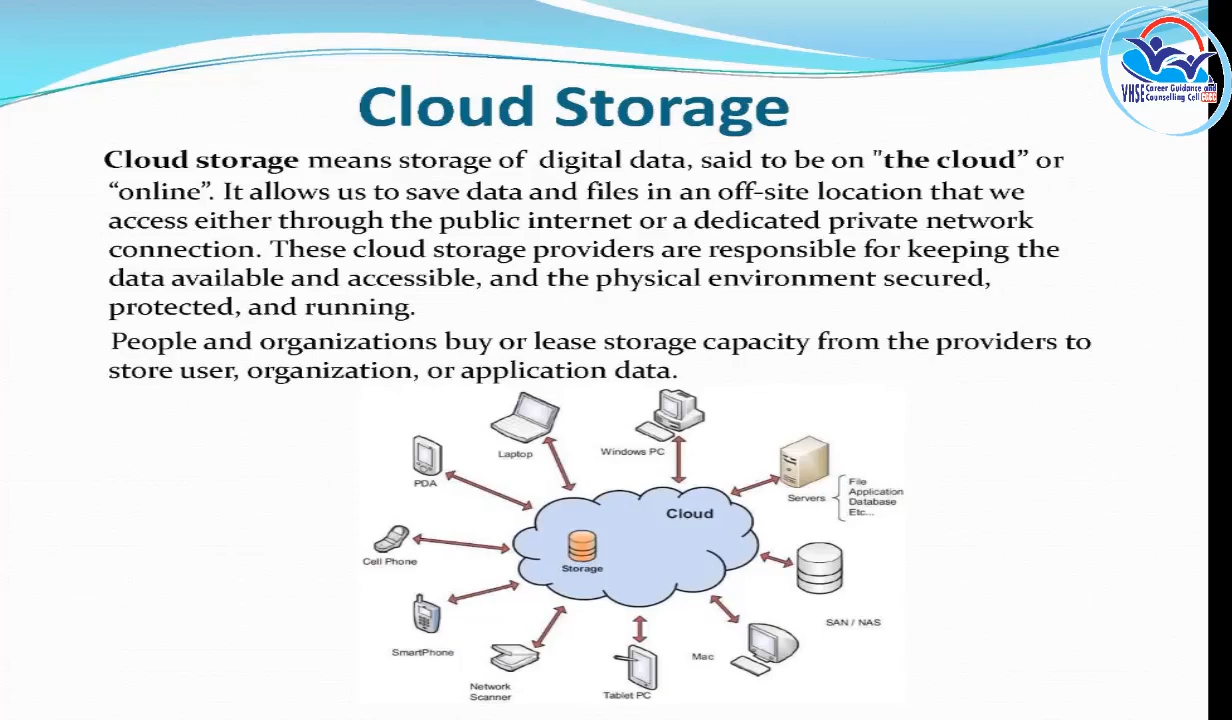 Cloud Storage
Cloud storage means storage of digital data, said to be on "the cloud” or
“online”. It allows us to save data and files in an off-site location that we
access either through the public internet or a dedicated private network
connection. These cloud storage providers are responsible for keeping the
data available and accessible, and the physical environment secured,
protected, and running.
People and organizations buy or lease storage capacity from the providers to
store user, organization, or application data.
VHSE Career Guidance and
Counselling Cell CGCC
Laptop
Windows PC
PDA
Servers
File
Application
Database
Etc...
Cloud
Storage
Cell Phone
SAN / NAS
SmartPhone
Mac
Network
Scanner
Tablet PC